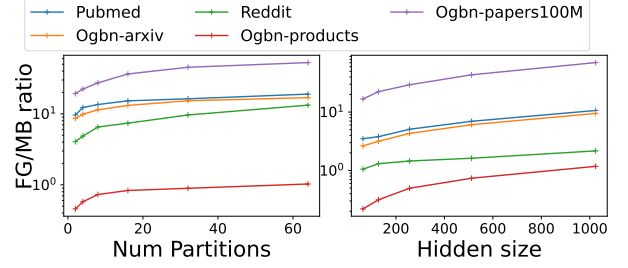 Pubmed
Ogbn-arxiv
Reddit
Ogbn-products
Ogbn-papers100M
FG/MB ratio
10¹
10⁰
0 20 40 60
Num Partitions
10¹
10⁰
200 400 600 800 1000
Hidden size